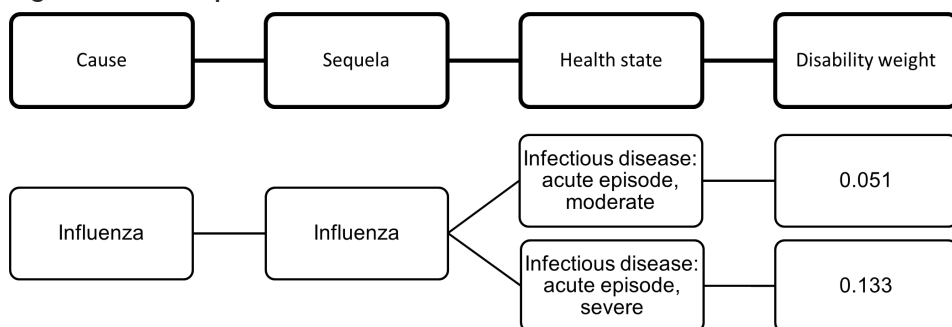 Cause
Sequela
Health state
Disability weight
Influenza
Influenza
Infectious disease:
acute episode,
moderate
0.051
Infectious disease:
acute episode,
severe
0.133